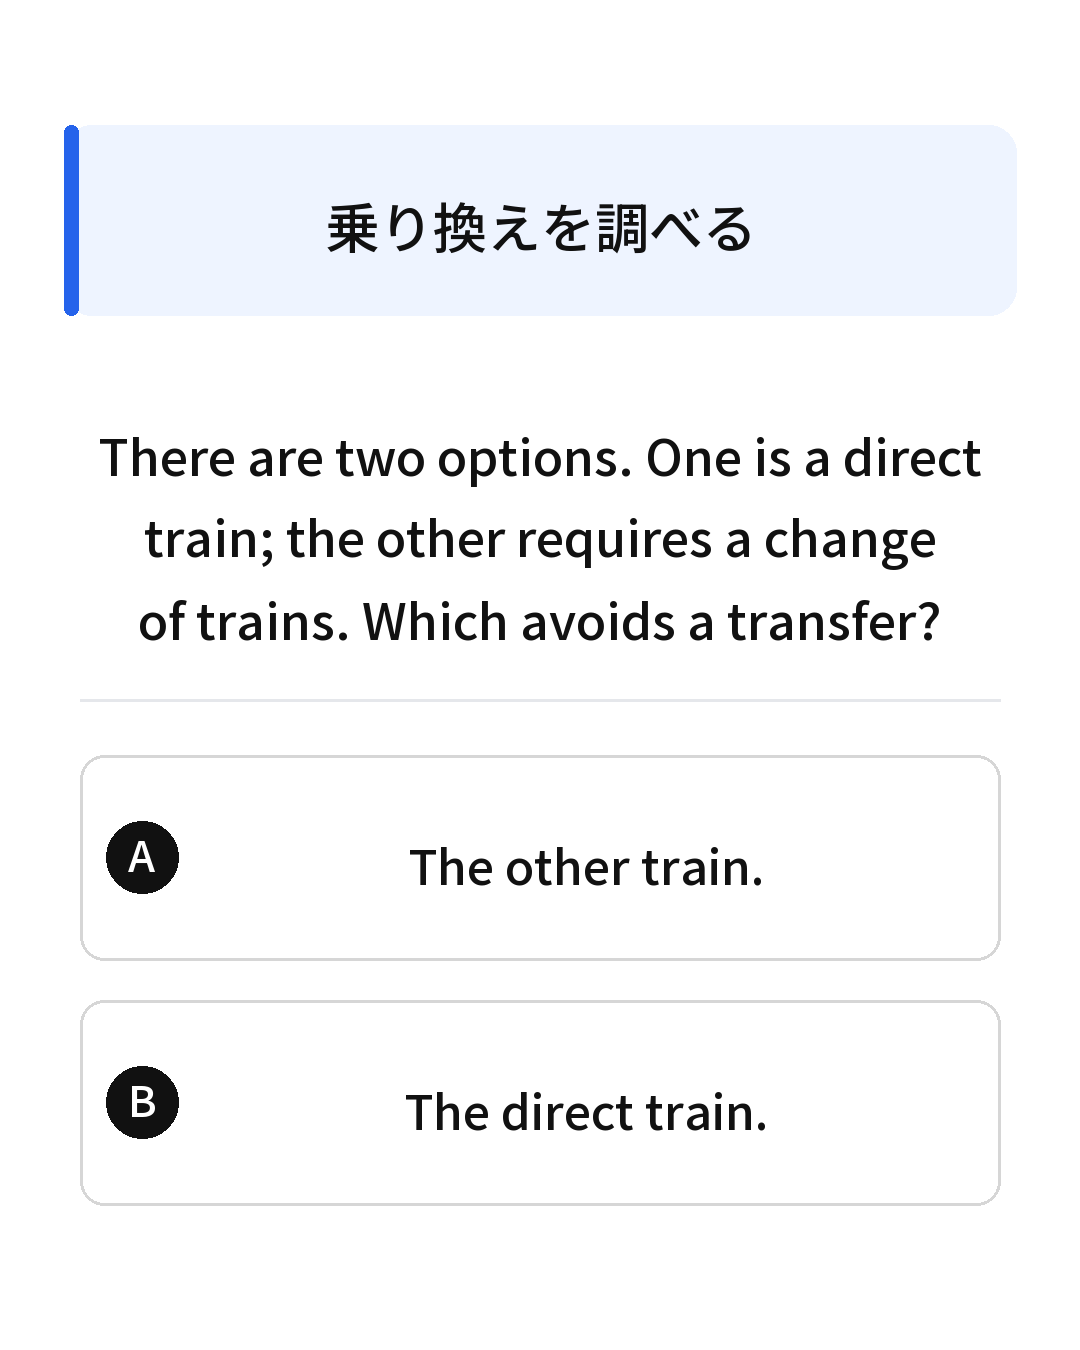 乗り換えを調べる
There are two options. One is a direct
train; the other requires a change
of trains. Which avoids a transfer?
A
The other train.
B
The direct train.